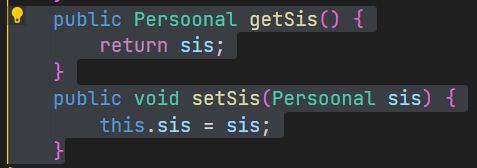 public Persoonal getSis() {
return sis;
}
public void setSis(Persoonal sis) {
this.sis = sis;
}